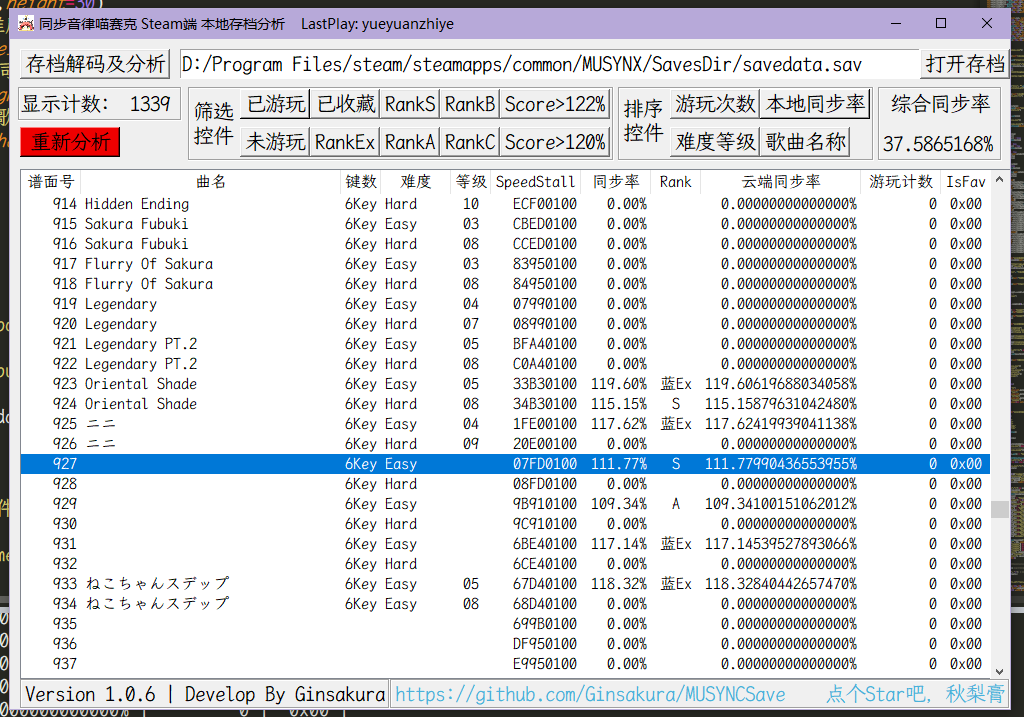 同步音律喵赛克 Steam端 本地存档分析 LastPlay: yueyuanzhiye
存档解码及分析 D:/Program Files/steam/steamapps/common/MUSYNX/SavesDir/savedata.sav 打开存档
显示计数: 1339 筛选控件 已游玩 已收藏 RankS RankB Score>122% 排序控件 游玩次数 本地同步率 综合同步率
重新分析 未游玩 RankEx RankA RankC Score>120% 难度等级 歌曲名称 37.5865168%
谱面号 曲名 键数 难度 等级 SpeedStall 同步率 Rank 云端同步率 游玩计数 IsFav
914 Hidden Ending 6Key Hard 10 ECF00100 0.00% 0.00000000000000% 0 0x00
915 Sakura Fubuki 6Key Easy 03 CBED0100 0.00% 0.00000000000000% 0 0x00
916 Sakura Fubuki 6Key Hard 08 CCED0100 0.00% 0.00000000000000% 0 0x00
917 Flurry Of Sakura 6Key Easy 03 83950100 0.00% 0.00000000000000% 0 0x00
918 Flurry Of Sakura 6Key Hard 08 84950100 0.00% 0.00000000000000% 0 0x00
919 Legendary 6Key Easy 04 07990100 0.00% 0.00000000000000% 0 0x00
920 Legendary 6Key Hard 07 08990100 0.00% 0.00000000000000% 0 0x00
921 Legendary PT.2 6Key Easy 05 BFA40100 0.00% 0.00000000000000% 0 0x00
922 Legendary PT.2 6Key Hard 08 C0A40100 0.00% 0.00000000000000% 0 0x00
923 Oriental Shade 6Key Easy 05 33B30100 119.60% 蓝Ex 119.60619688034058% 0 0x00
924 Oriental Shade 6Key Hard 08 34B30100 115.15% S 115.15879631042480% 0 0x00
925 ニニ 6Key Easy 04 1FE00100 117.62% 蓝Ex 117.62419939041138% 0 0x00
926 ニニ 6Key Hard 09 20E00100 0.00% 0.00000000000000% 0 0x00
927 6Key Easy 07FD0100 111.77% S 111.77990436553955% 0 0x00
928 6Key Hard 08FD0100 0.00% 0.00000000000000% 0 0x00
929 6Key Easy 9B910100 109.34% A 109.34100151062012% 0 0x00
930 6Key Hard 9C910100 0.00% 0.00000000000000% 0 0x00
931 6Key Easy 6BE40100 117.14% 蓝Ex 117.14539527893066% 0 0x00
932 6Key Hard 6CE40100 0.00% 0.00000000000000% 0 0x00
933 ねこちゃんスデップ 6Key Easy 05 67D40100 118.32% 蓝Ex 118.32840442657470% 0 0x00
934 ねこちゃんスデップ 6Key Easy 08 68D40100 0.00% 0.00000000000000% 0 0x00
935 699B0100 0.00% 0.00000000000000% 0 0x00
936 DF950100 0.00% 0.00000000000000% 0 0x00
937 E9950100 0.00% 0.00000000000000% 0 0x00
Version 1.0.6 | Develop By Ginsakura https://github.com/Ginsakura/MUSYNCSave 点个Star吧, 秋梨膏